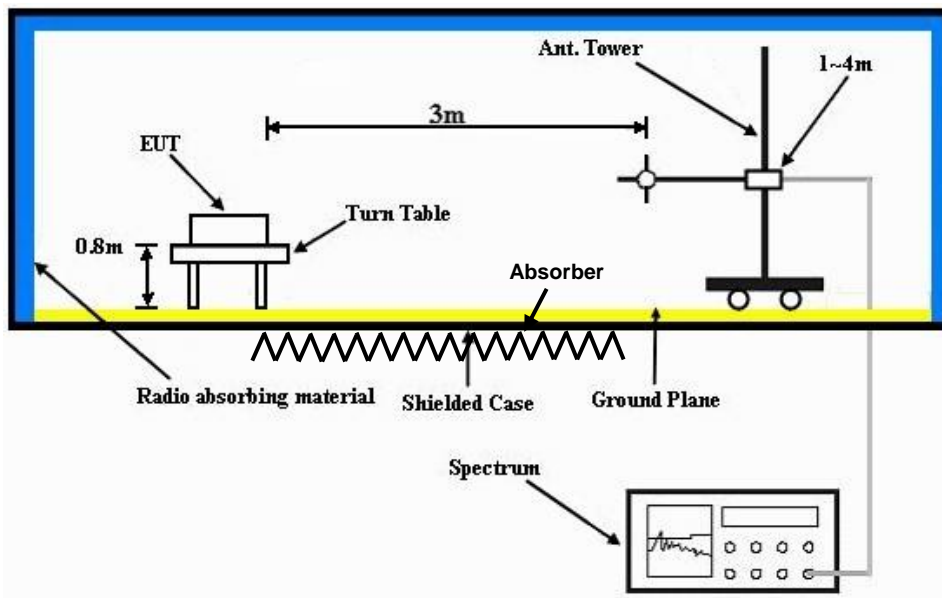 Ant. Tower
1~4m
3m
EUT
Turn Table
0.8m
Absorber
Radio absorbing material
Shielded Case
Ground Plane
Spectrum